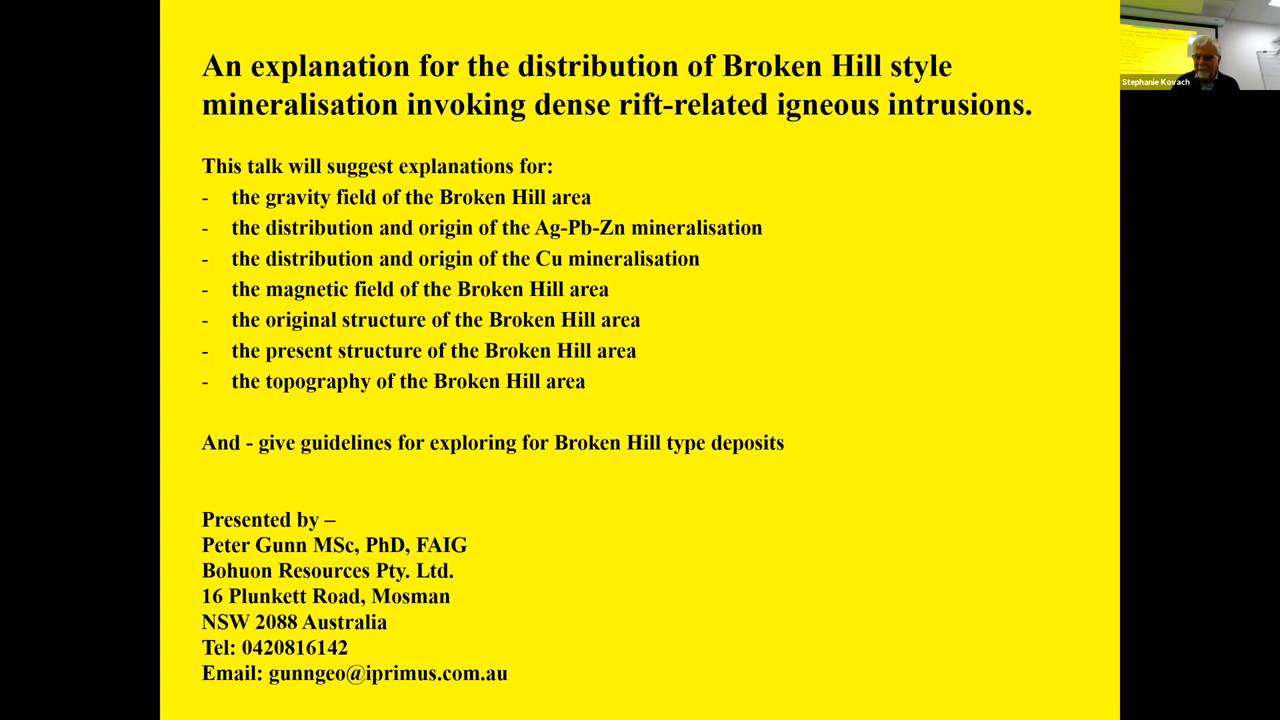 An explanation for the distribution of Broken Hill style
mineralisation invoking dense rift-related igneous intrusions.
This talk will suggest explanations for:
- the gravity field of the Broken Hill area
- the distribution and origin of the Ag-Pb-Zn mineralisation
- the distribution and origin of the Cu mineralisation
- the magnetic field of the Broken Hill area
- the original structure of the Broken Hill area
- the present structure of the Broken Hill area
- the topography of the Broken Hill area
And - give guidelines for exploring for Broken Hill type deposits
Presented by –
Peter Gunn MSc, PhD, FAIG
Bohuon Resources Pty. Ltd.
16 Plunkett Road, Mosman
NSW 2088 Australia
Tel: 0420816142
Email: gunngeo@iprimus.com.au
Stephanie Kovach